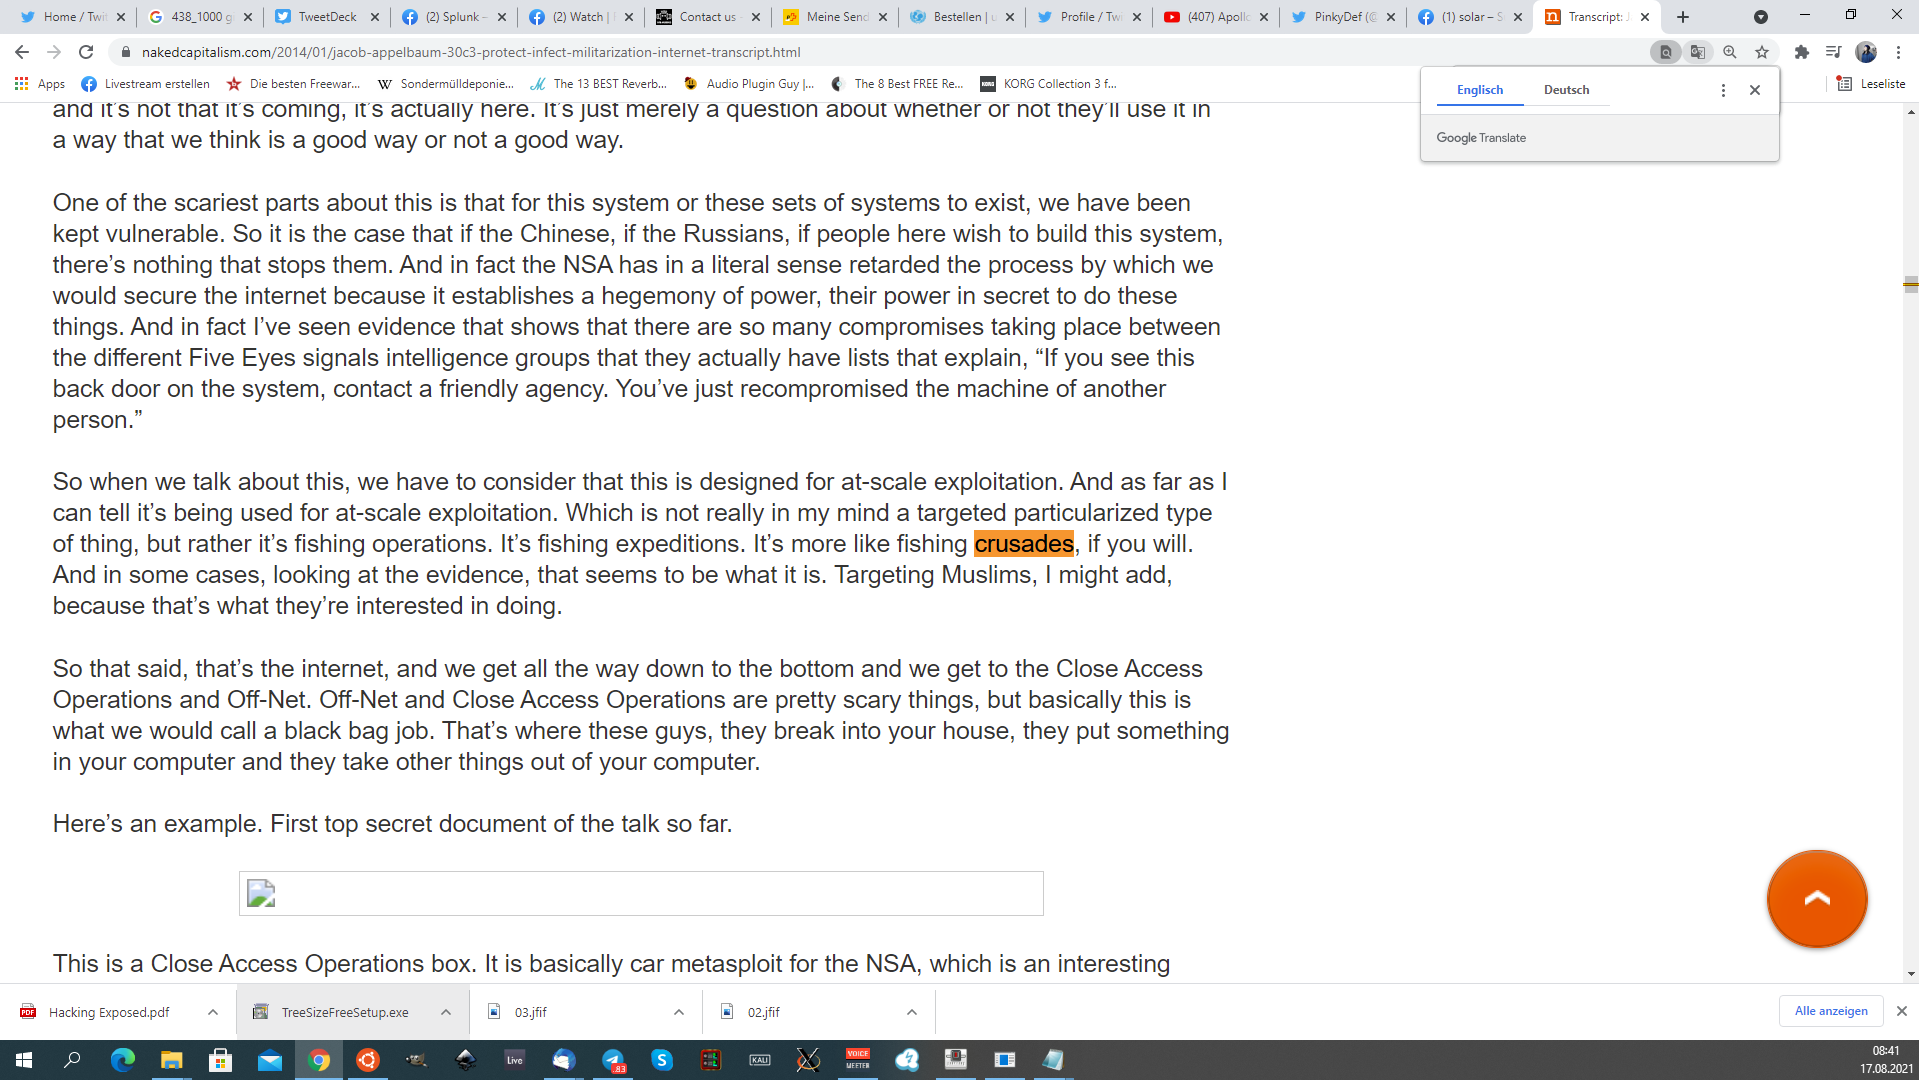 Home / Twit
438_1000 g
TweetDeck
(2) Splunk –
(2) Watch |
Contact us
Meine Send
Bestellen | u
Profile / Twi
(407) Apollo
PinkyDef (@
(1) solar – S
Transcript: J
nakedcapitalism.com/2014/01/jacob-appelbaum-30c3-protect-infect-militarization-internet-transcript.html
Apps
Livestream erstellen
Die besten Freewar...
Sondermülldeponie...
The 13 BEST Reverb...
Audio Plugin Guy |...
The 8 Best FREE Re...
KORG Collection 3 f...
Leseliste
Englisch
Deutsch
Google Translate
and it’s not that it’s coming, it’s actually here. It’s just merely a question about whether or not they’ll use it in
a way that we think is a good way or not a good way.
One of the scariest parts about this is that for this system or these sets of systems to exist, we have been
kept vulnerable. So it is the case that if the Chinese, if the Russians, if people here wish to build this system,
there’s nothing that stops them. And in fact the NSA has in a literal sense retarded the process by which we
would secure the internet because it establishes a hegemony of power, their power in secret to do these
things. And in fact I’ve seen evidence that shows that there are so many compromises taking place between
the different Five Eyes signals intelligence groups that they actually have lists that explain, “If you see this
back door on the system, contact a friendly agency. You’ve just recompromised the machine of another
person.”
So when we talk about this, we have to consider that this is designed for at-scale exploitation. And as far as I
can tell it’s being used for at-scale exploitation. Which is not really in my mind a targeted particularized type
of thing, but rather it’s fishing operations. It’s fishing expeditions. It’s more like fishing crusades, if you will.
And in some cases, looking at the evidence, that seems to be what it is. Targeting Muslims, I might add,
because that’s what they’re interested in doing.
So that said, that’s the internet, and we get all the way down to the bottom and we get to the Close Access
Operations and Off-Net. Off-Net and Close Access Operations are pretty scary things, but basically this is
what we would call a black bag job. That’s where these guys, they break into your house, they put something
in your computer and they take other things out of your computer.
Here’s an example. First top secret document of the talk so far.
This is a Close Access Operations box. It is basically car metasploit for the NSA, which is an interesting
Hacking Exposed.pdf
TreeSizeFreeSetup.exe
03.jfif
02.jfif
Alle anzeigen
Live
83
KALI
VOICE
MEETER
08:41
17.08.2021